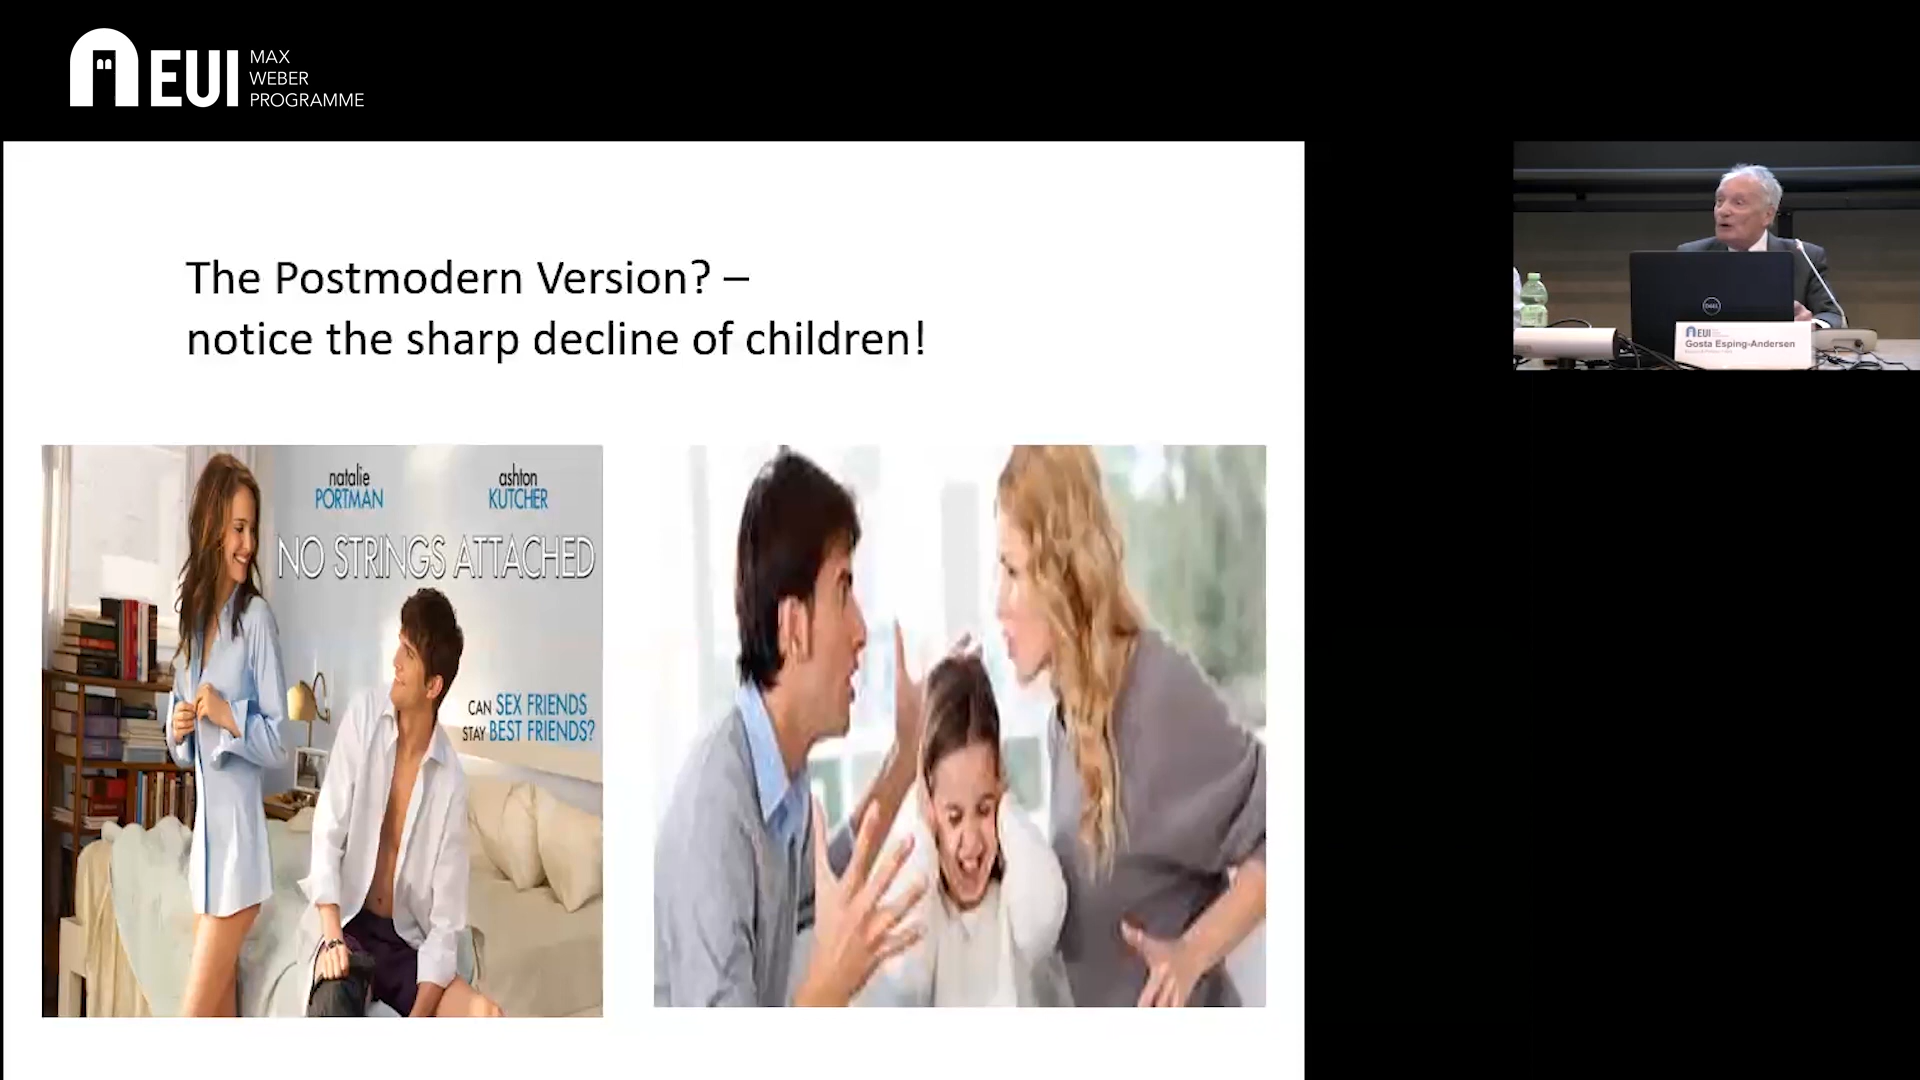 EUI
MAX
WEBER
PROGRAMME
The Postmodern Version? –
notice the sharp decline of children!
natalie
PORTMAN
ashton
KUTCHER
NO STRINGS ATTACHED
CAN SEX FRIENDS
STAY BEST FRIENDS?
DELL
EUI
Gosta Esping-Andersen